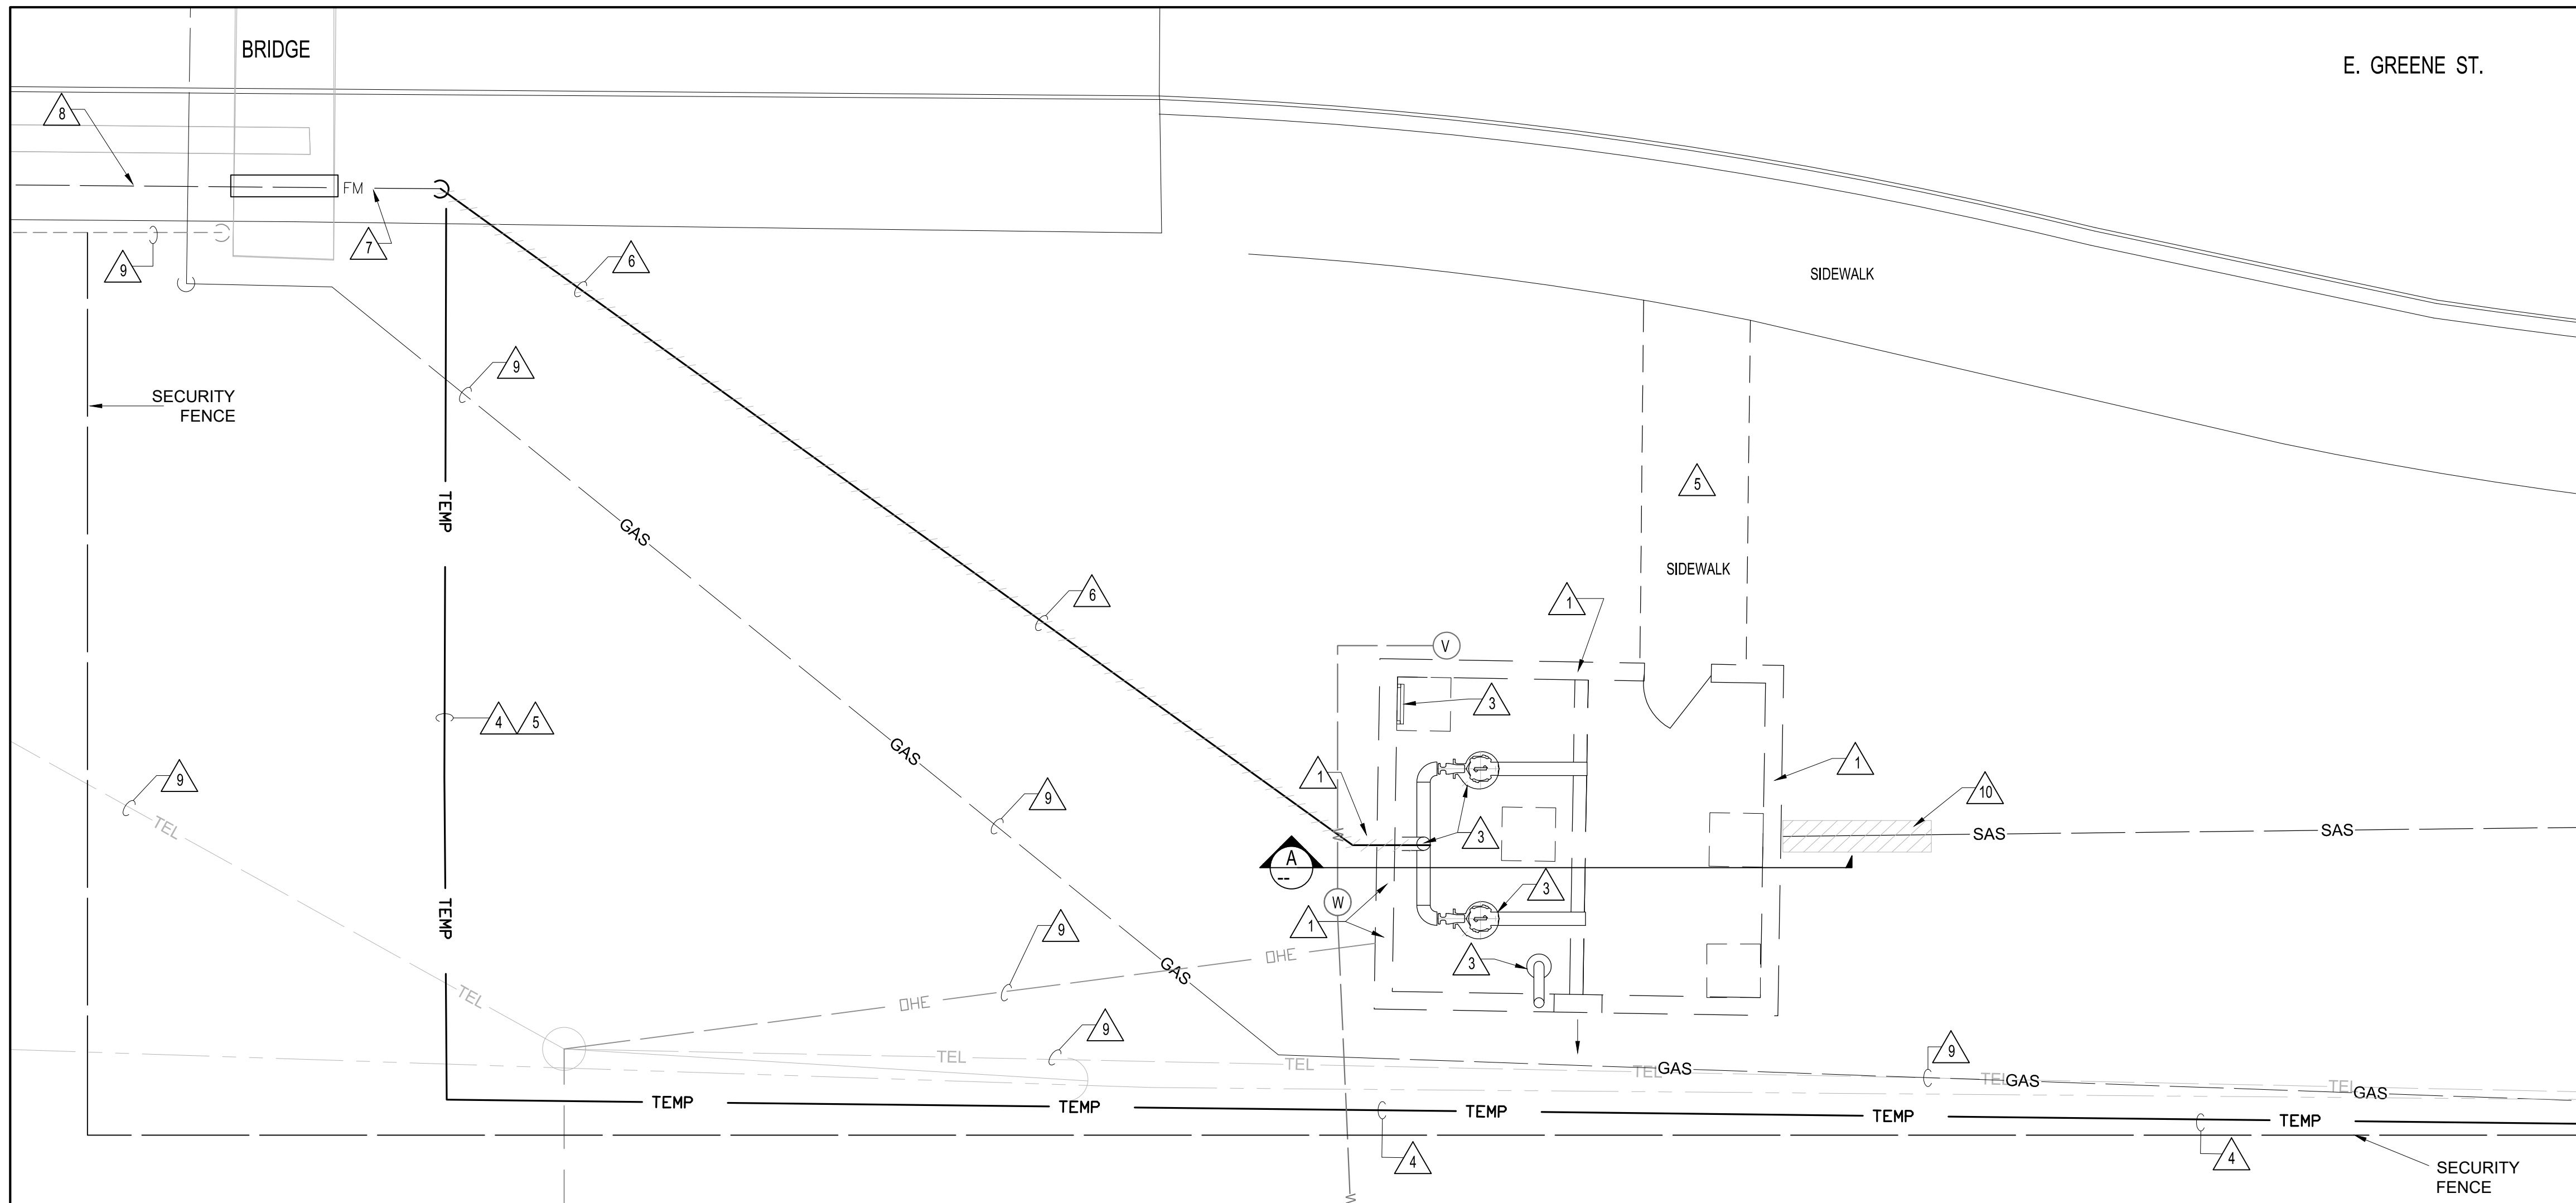 BRIDGE
E. GREENE ST.
8
FM
7
9
6
SIDEWALK
9
SECURITY
FENCE
5
TEMP
GAS
SIDEWALK
6
1
V
3
4
5
GAS
9
TEL
1
1
10
9
3
SAS
SAS
W
A
--
3
W
1
TEMP
9
3
OHE
GAS
TEL
OHE
9
9
TEL
TEL
TEL
GAS
TEL
GAS
TEL
GAS
TEMP
TEMP
TEMP
TEMP
TEMP
4
4
W
SECURITY
FENCE